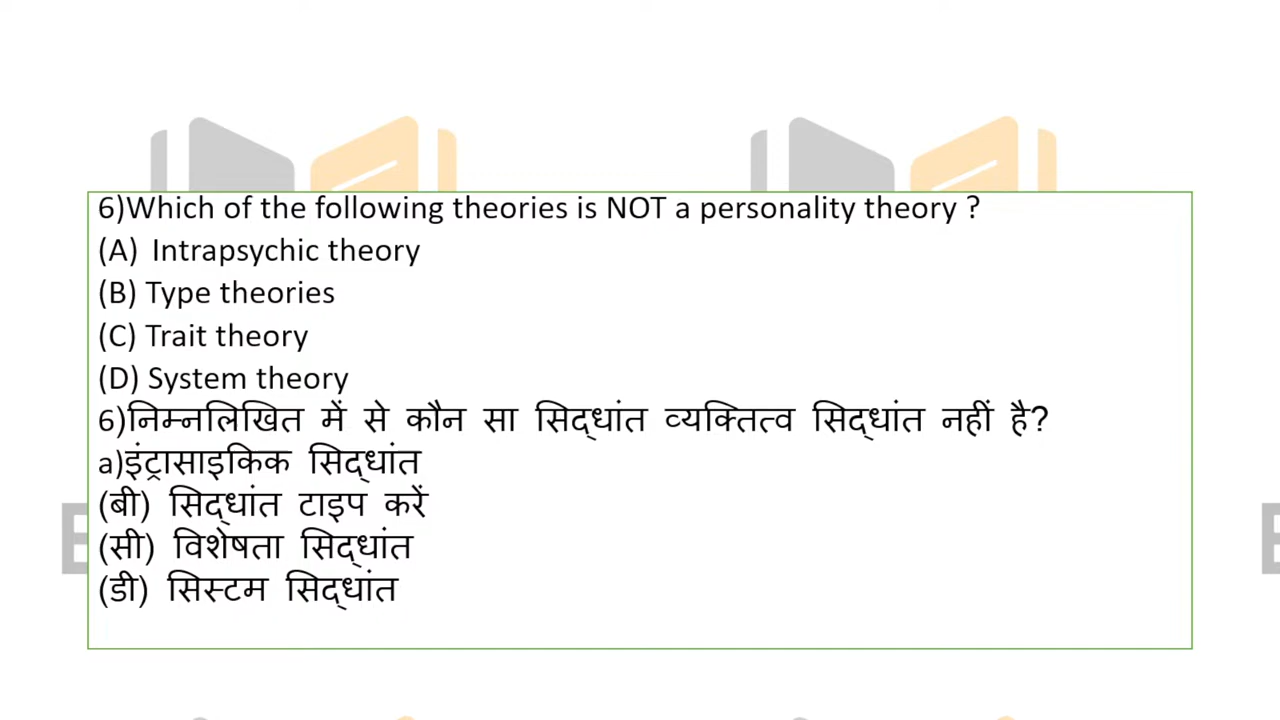 6)Which of the following theories is NOT a personality theory ?
(A) Intrapsychic theory
(B) Type theories
(C) Trait theory
(D) System theory
6)निम्नलिखित में से कौन सा सिद्धांत व्यक्तित्व सिद्धांत नहीं है?
a)इंट्रासाइकिक सिद्धांत
(बी) सिद्धांत टाइप करें
(सी) विशेषता सिद्धांत
(डी) सिस्टम सिद्धांत